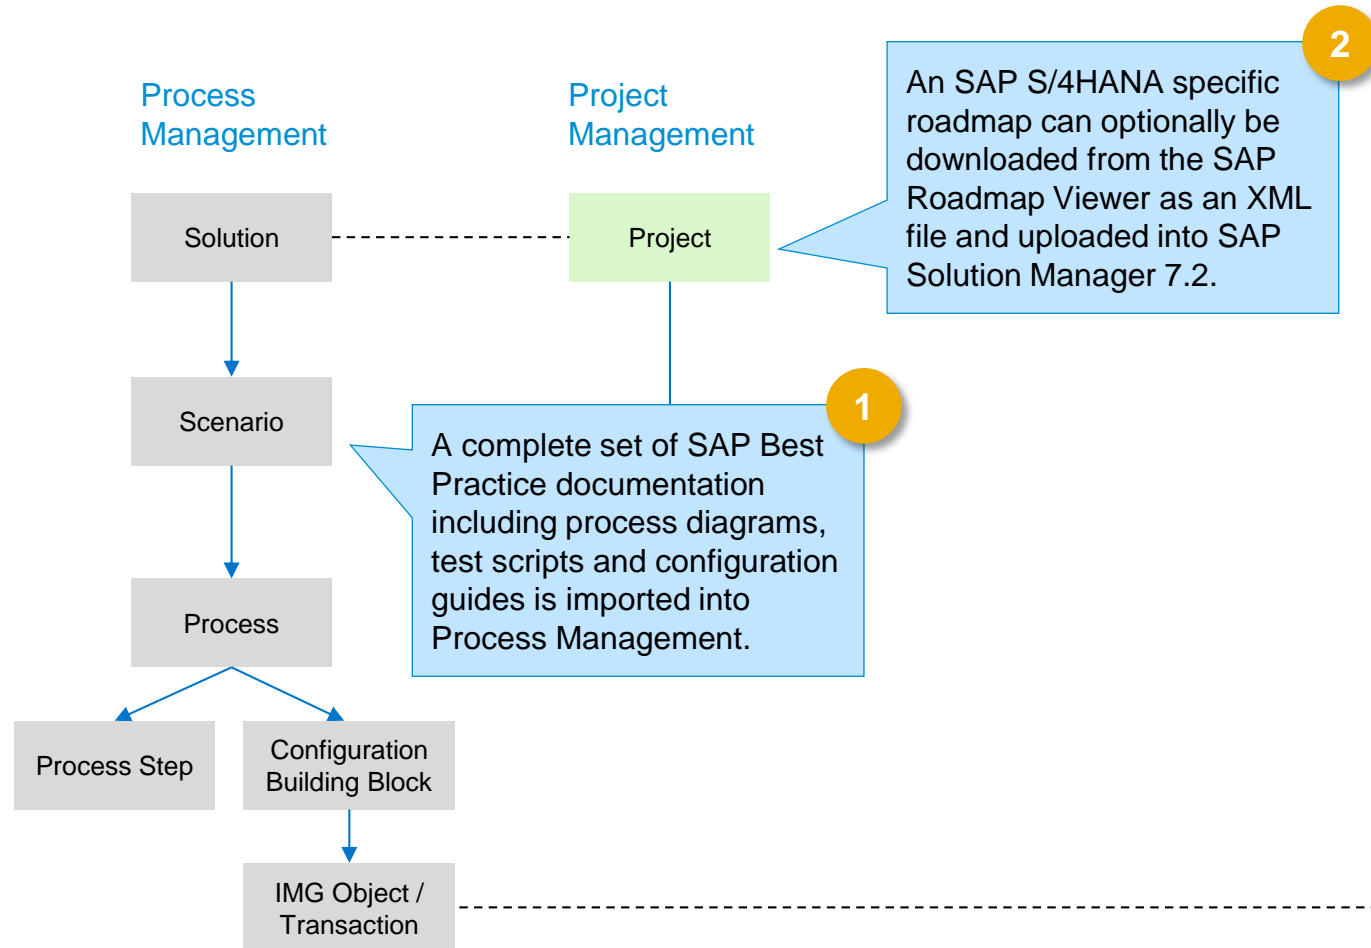 2
Process
Management
Project
Management
An SAP S/4HANA specific
roadmap can optionally be
downloaded from the SAP
Roadmap Viewer as an XML
file and uploaded into SAP
Solution Manager 7.2.
Solution
Project
Scenario
1
A complete set of SAP Best
Practice documentation
including process diagrams,
test scripts and configuration
guides is imported into
Process Management.
Process
Process Step
Configuration
Building Block
IMG Object /
Transaction